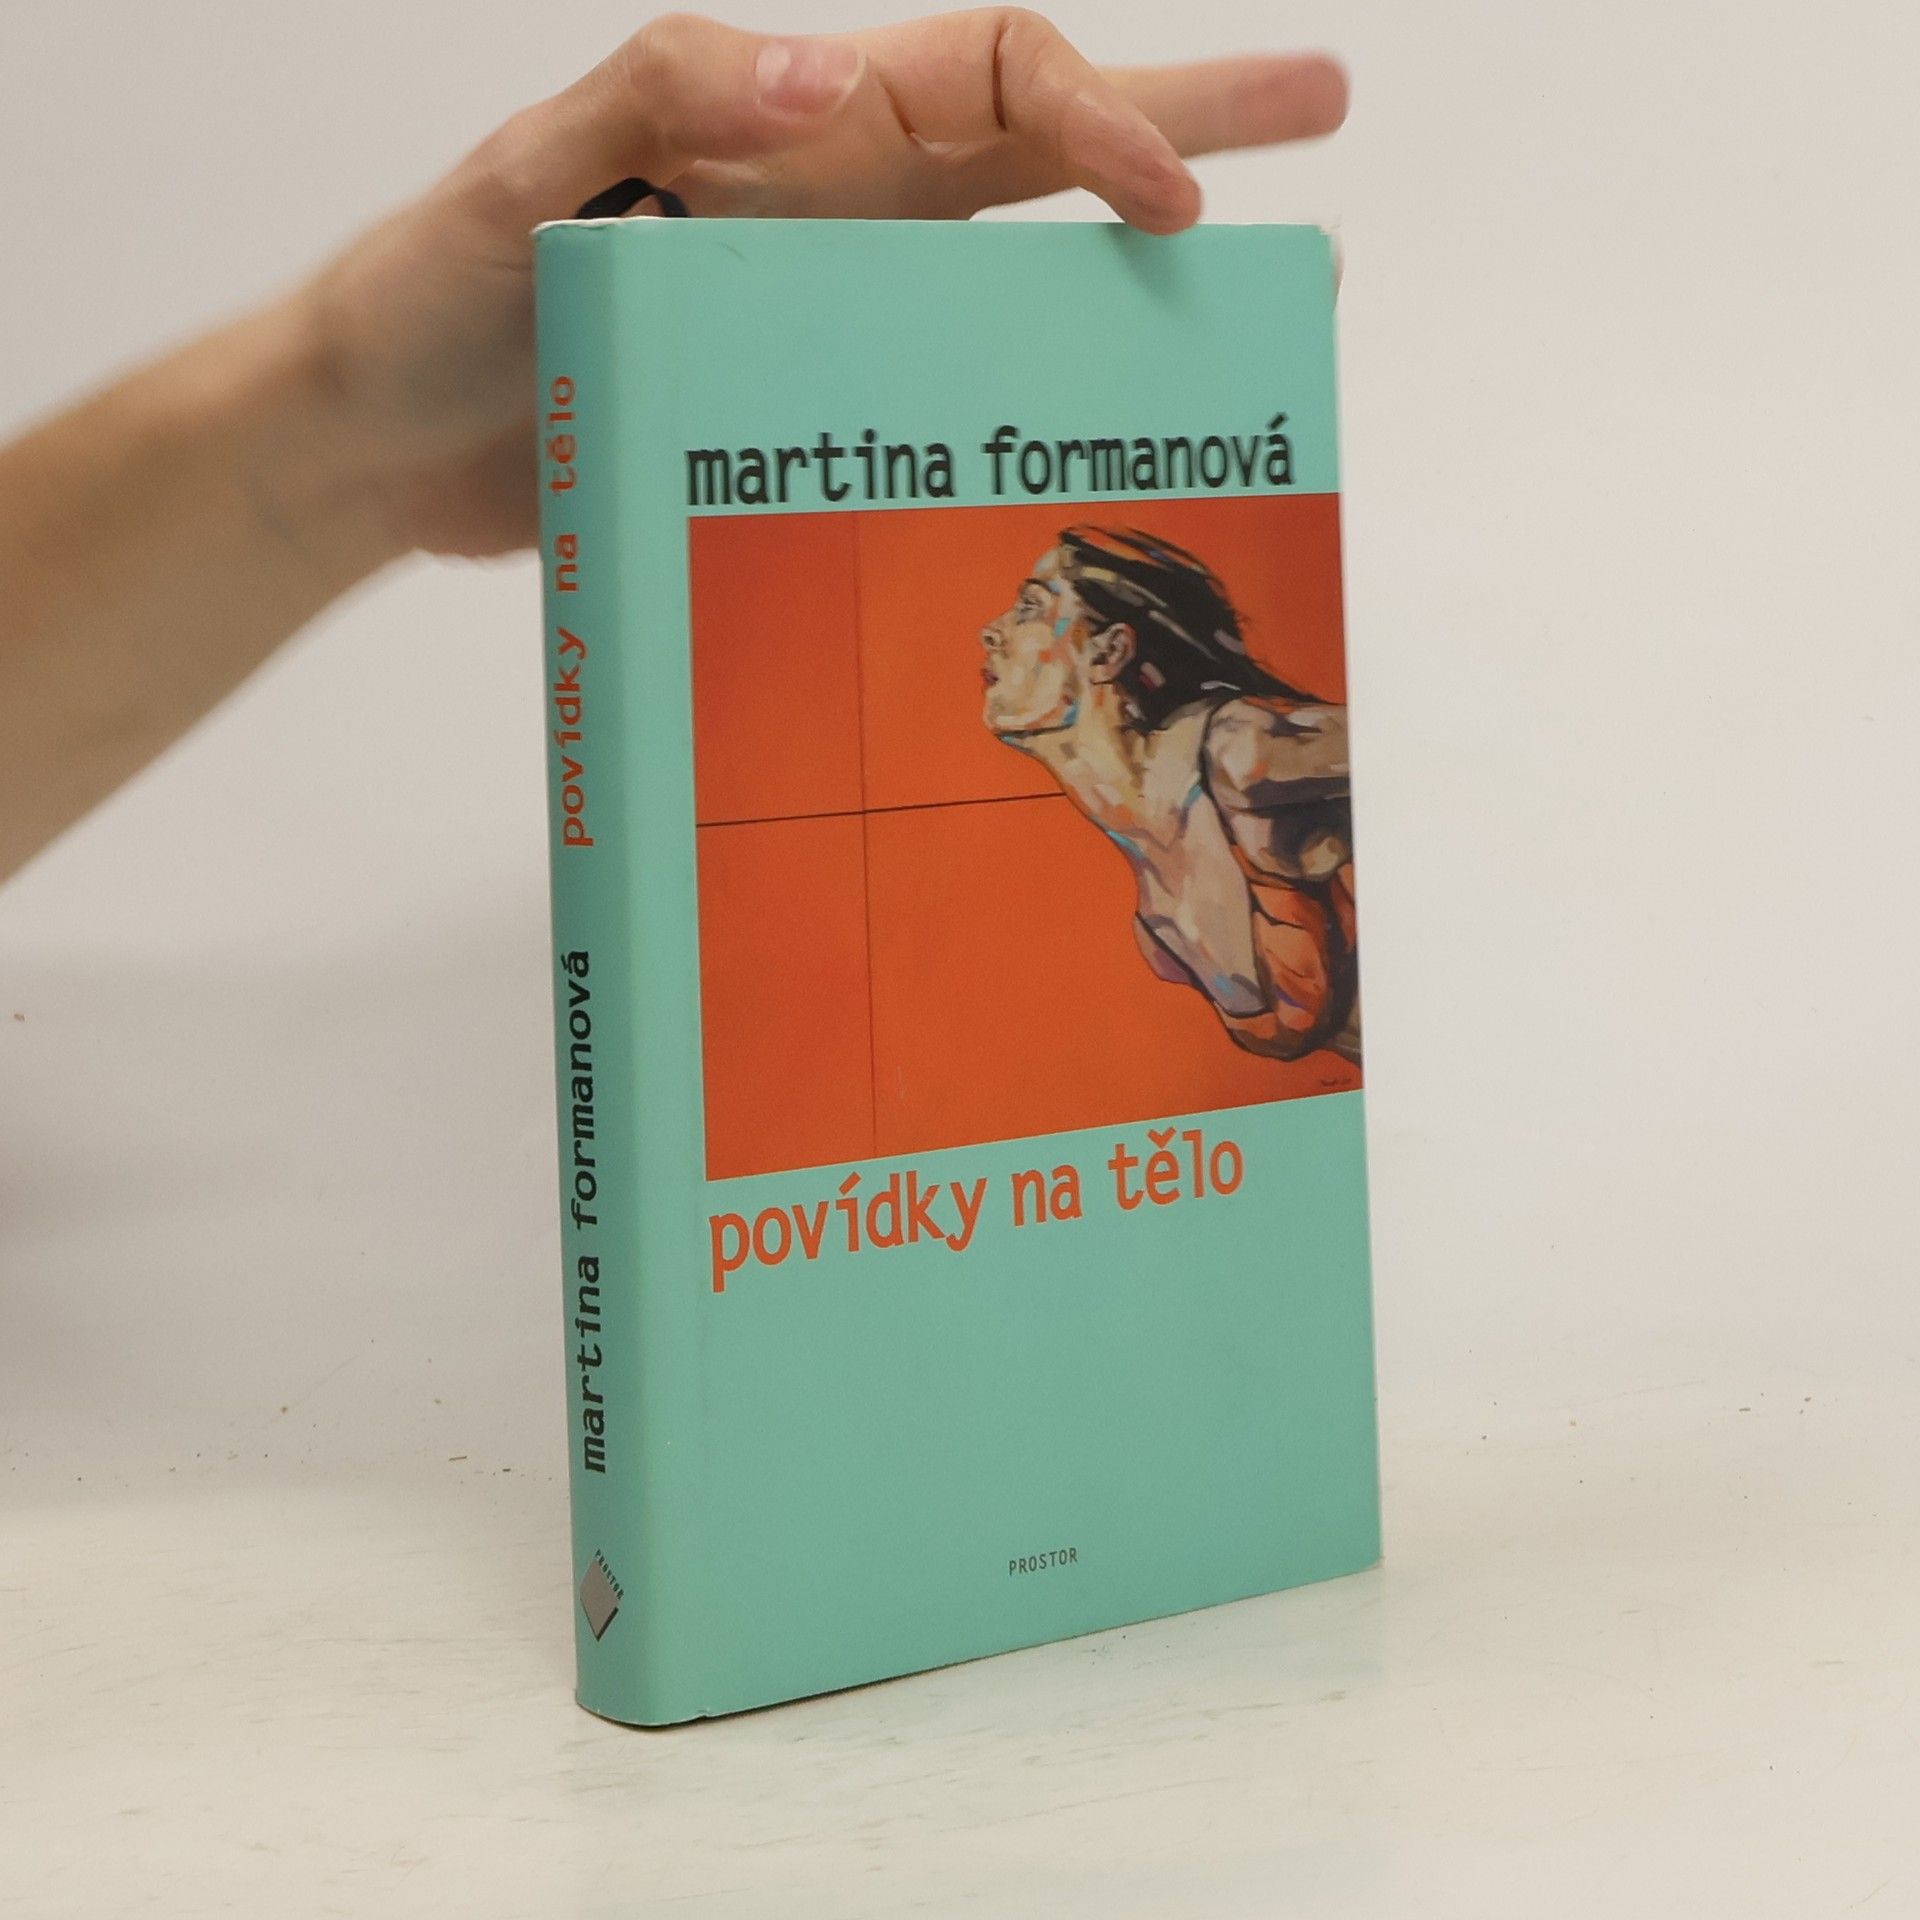 martina formanová
povídky na tělo
PROSTOR
martina formanová povídky na tělo
PROSTOR